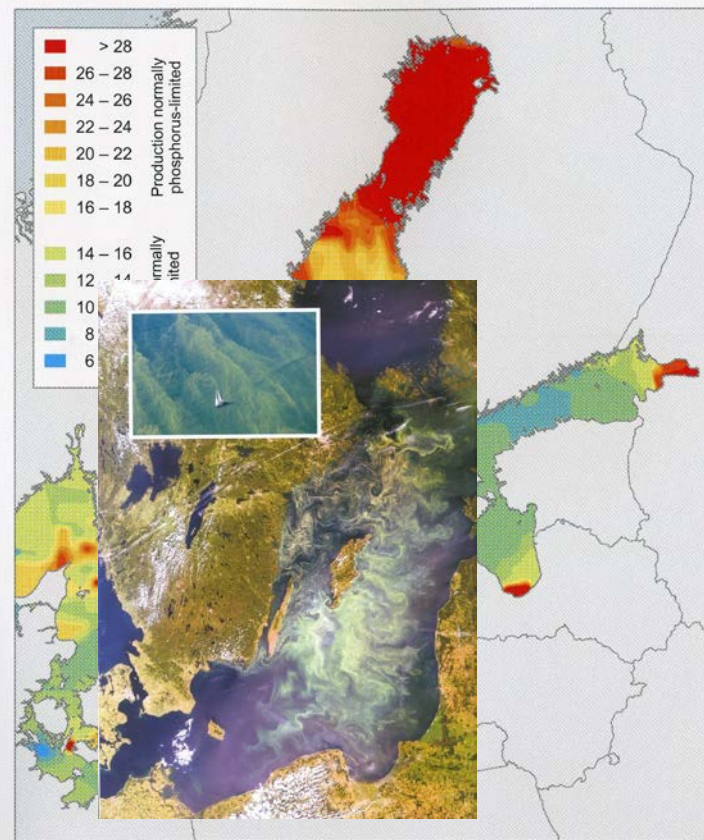 > 28
26 – 28
24 – 26
22 – 24
20 – 22
18 – 20
16 – 18
Production normally
phosphorus-limited
14 – 16
12
10
8
6